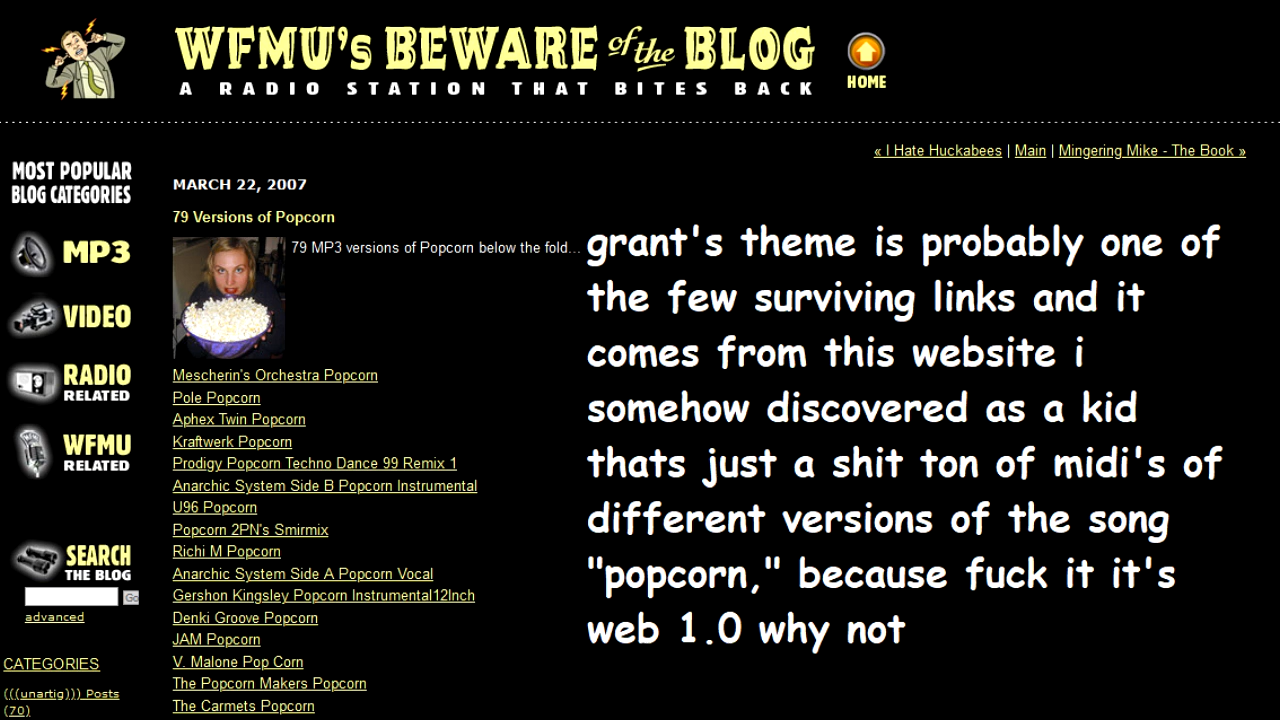 WFMU's BEWARE of the BLOG
A RADIO STATION THAT BITES BACK
HOME
« I Hate Huckabees | Main | Mingering Mike - The Book »
MOST POPULAR
BLOG CATEGORIES
MP3
VIDEO
RADIO
RELATED
WFMU
RELATED
SEARCH
THE BLOG
Go
advanced
CATEGORIES
(((unartig))) Posts
(70)
MARCH 22, 2007
79 Versions of Popcorn
79 MP3 versions of Popcorn below the fold...
Mescherin's Orchestra Popcorn
Pole Popcorn
Aphex Twin Popcorn
Kraftwerk Popcorn
Prodigy Popcorn Techno Dance 99 Remix 1
Anarchic System Side B Popcorn Instrumental
U96 Popcorn
Popcorn 2PN's Smirmix
Richi M Popcorn
Anarchic System Side A Popcorn Vocal
Gershon Kingsley Popcorn Instrumental12Inch
Denki Groove Popcorn
JAM Popcorn
V. Malone Pop Corn
The Popcorn Makers Popcorn
The Carmets Popcorn
grant's theme is probably one of
the few surviving links and it
comes from this website i
somehow discovered as a kid
thats just a shit ton of midi's of
different versions of the song
"popcorn," because fuck it it's
web 1.0 why not